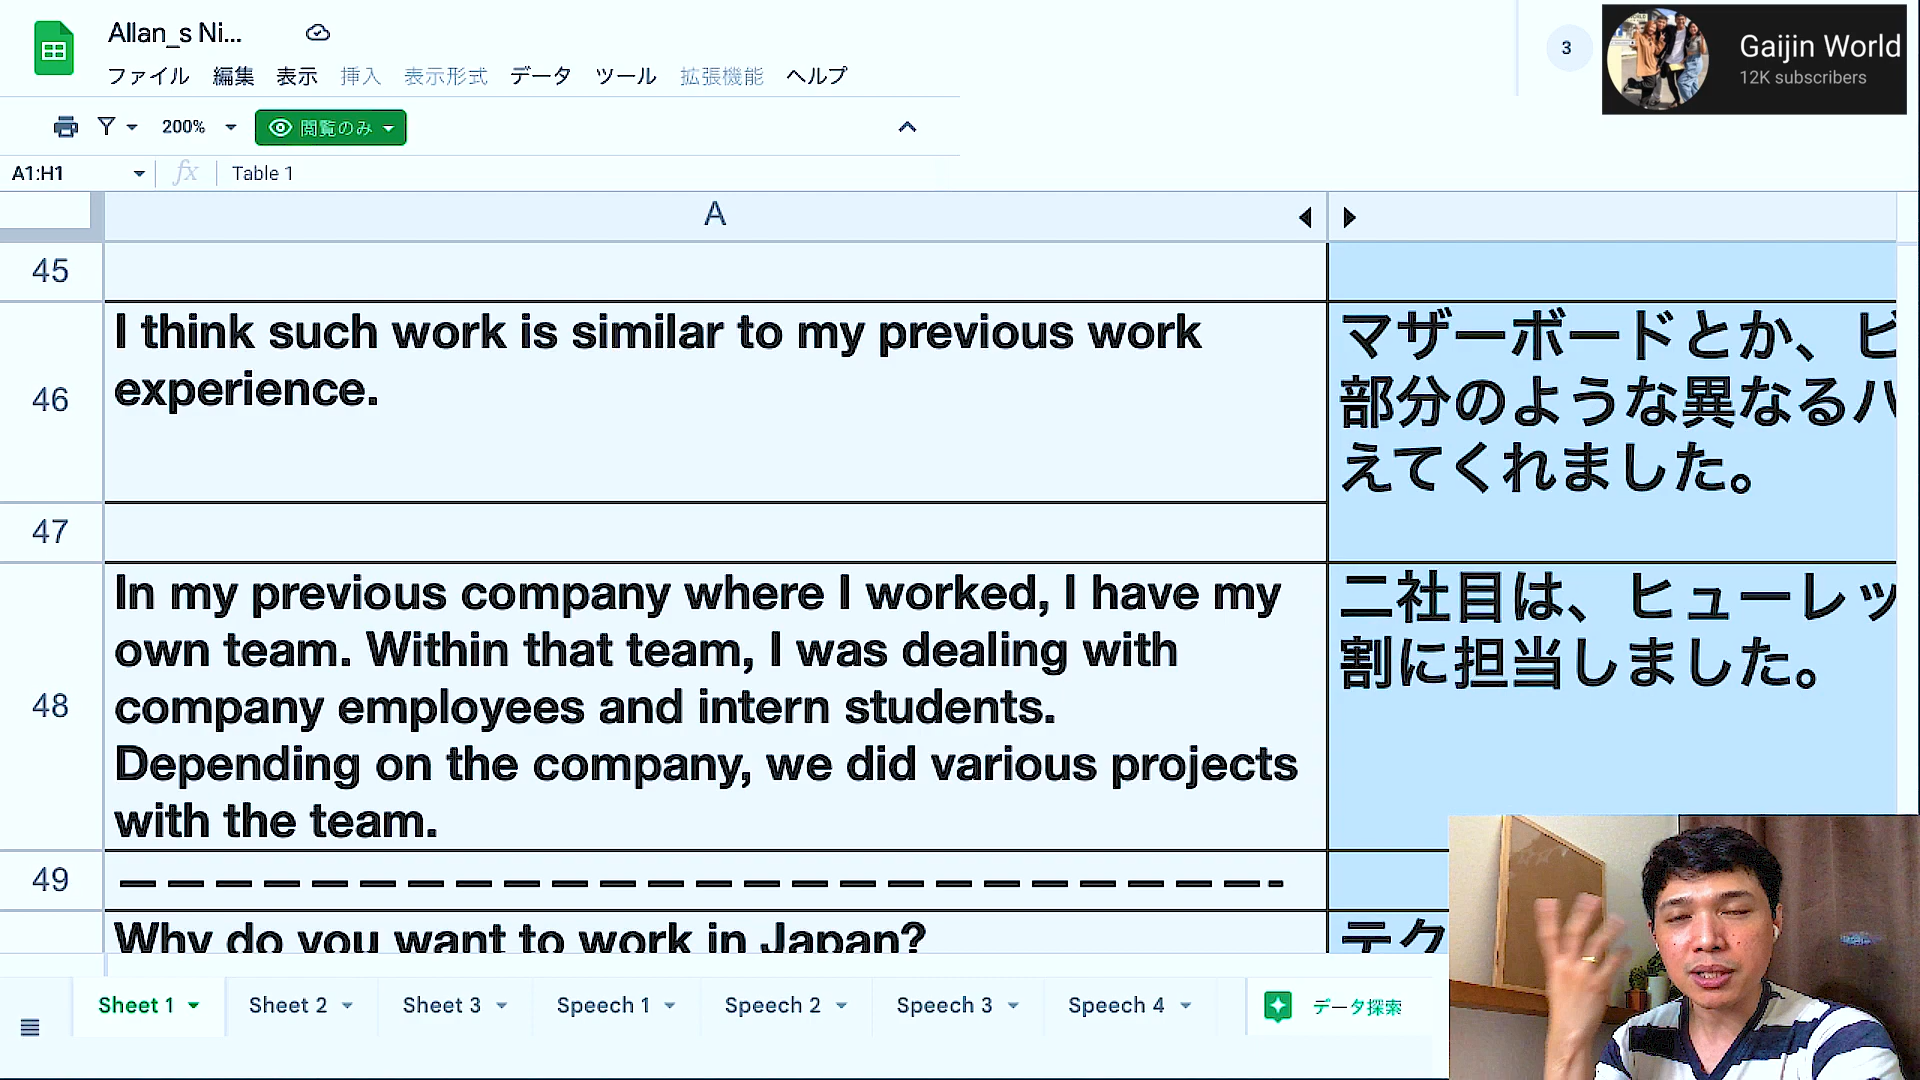 Allan_s Ni...
ファイル 編集 表示 挿入 表示形式 データ ツール 拡張機能 ヘルプ
3
Gaijin World
12K subscribers
200%
閲覧のみ
A1:H1
fx
Table 1
A
45
46
I think such work is similar to my previous work
experience.
マザーボードとか、ビ
部分のような異なるハ
えてくれました。
47
48
In my previous company where I worked, I have my
own team. Within that team, I was dealing with
company employees and intern students.
Depending on the company, we did various projects
with the team.
二社目は、ヒューレッ
割に担当しました。
49
— — — — — — — — — — — — — — — — — — — — — — — — -
Why do you want to work in Japan?
テク
Sheet 1
Sheet 2
Sheet 3
Speech 1
Speech 2
Speech 3
Speech 4
データ探索